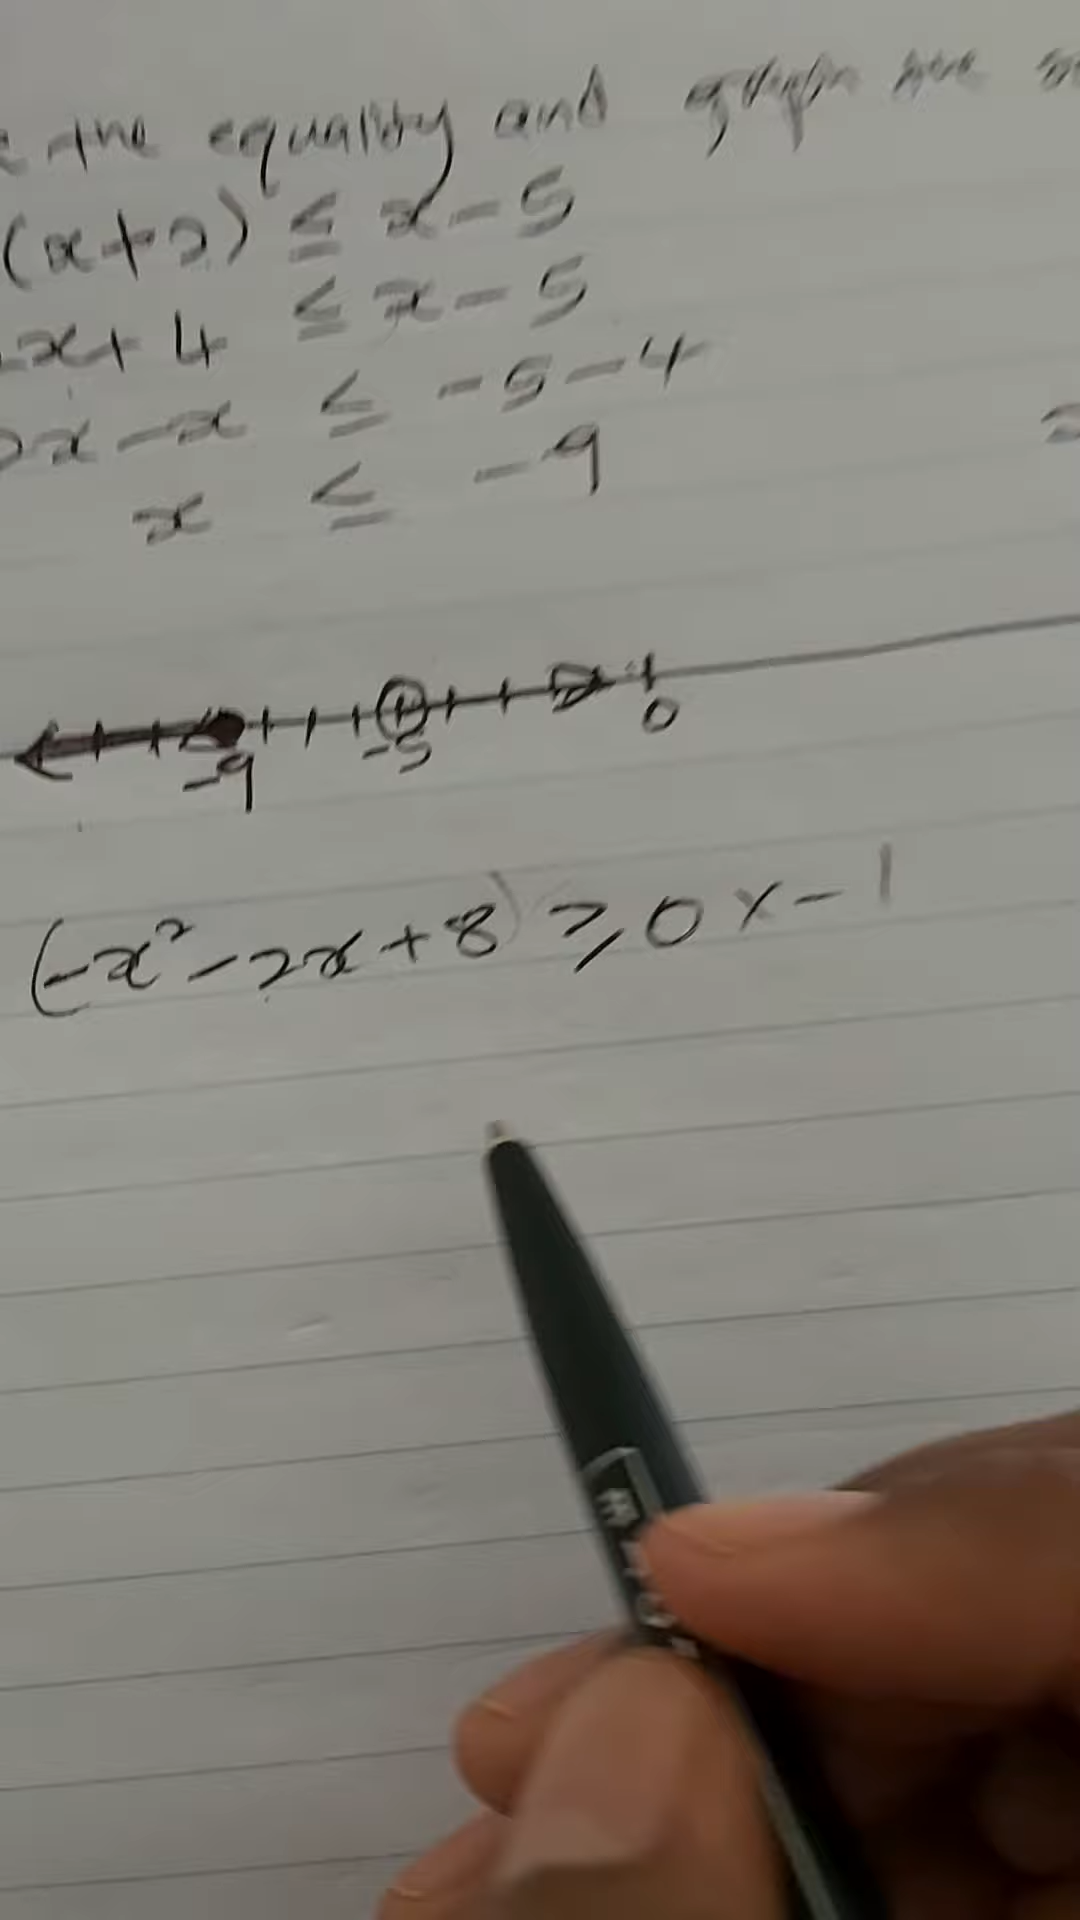 the equality and graph
(x+2) ≤ x-5
x+4 ≤ x-5
2x-x ≤ -5-4
x ≤ -9
-9 -5 0
(-x²-2x+8) ≥ 0 x-1